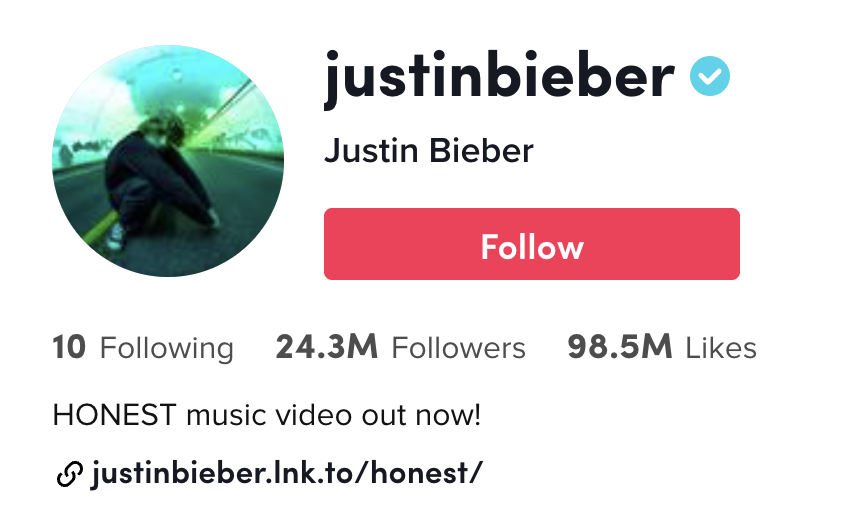 justinbieber
Justin Bieber
Follow
10 Following 24.3M Followers 98.5M Likes
HONEST music video out now!
justinbieber.lnk.to/honest/